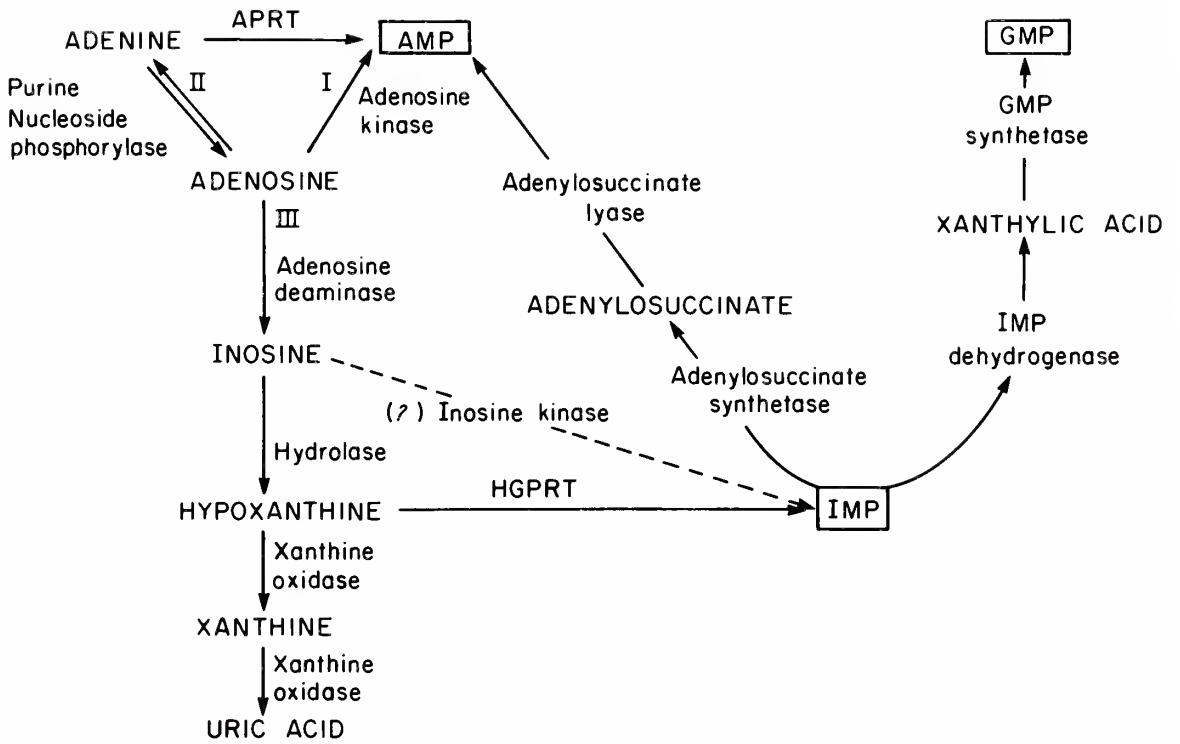 APRT
ADENINE
AMP
GMP
II
I
Purine
Nucleoside
phosphorylase
Adenosine
kinase
GMP
synthetase
ADENOSINE
Adenylosuccinate
lyase
III
XANTHYLIC ACID
Adenosine
deaminase
ADENYLOSUCCINATE
IMP
dehydrogenase
INOSINE
Adenylosuccinate
synthetase
(?) Inosine kinase
Hydrolase
HGPRT
HYPOXANTHINE
IMP
Xanthine
oxidase
XANTHINE
Xanthine
oxidase
URIC ACID